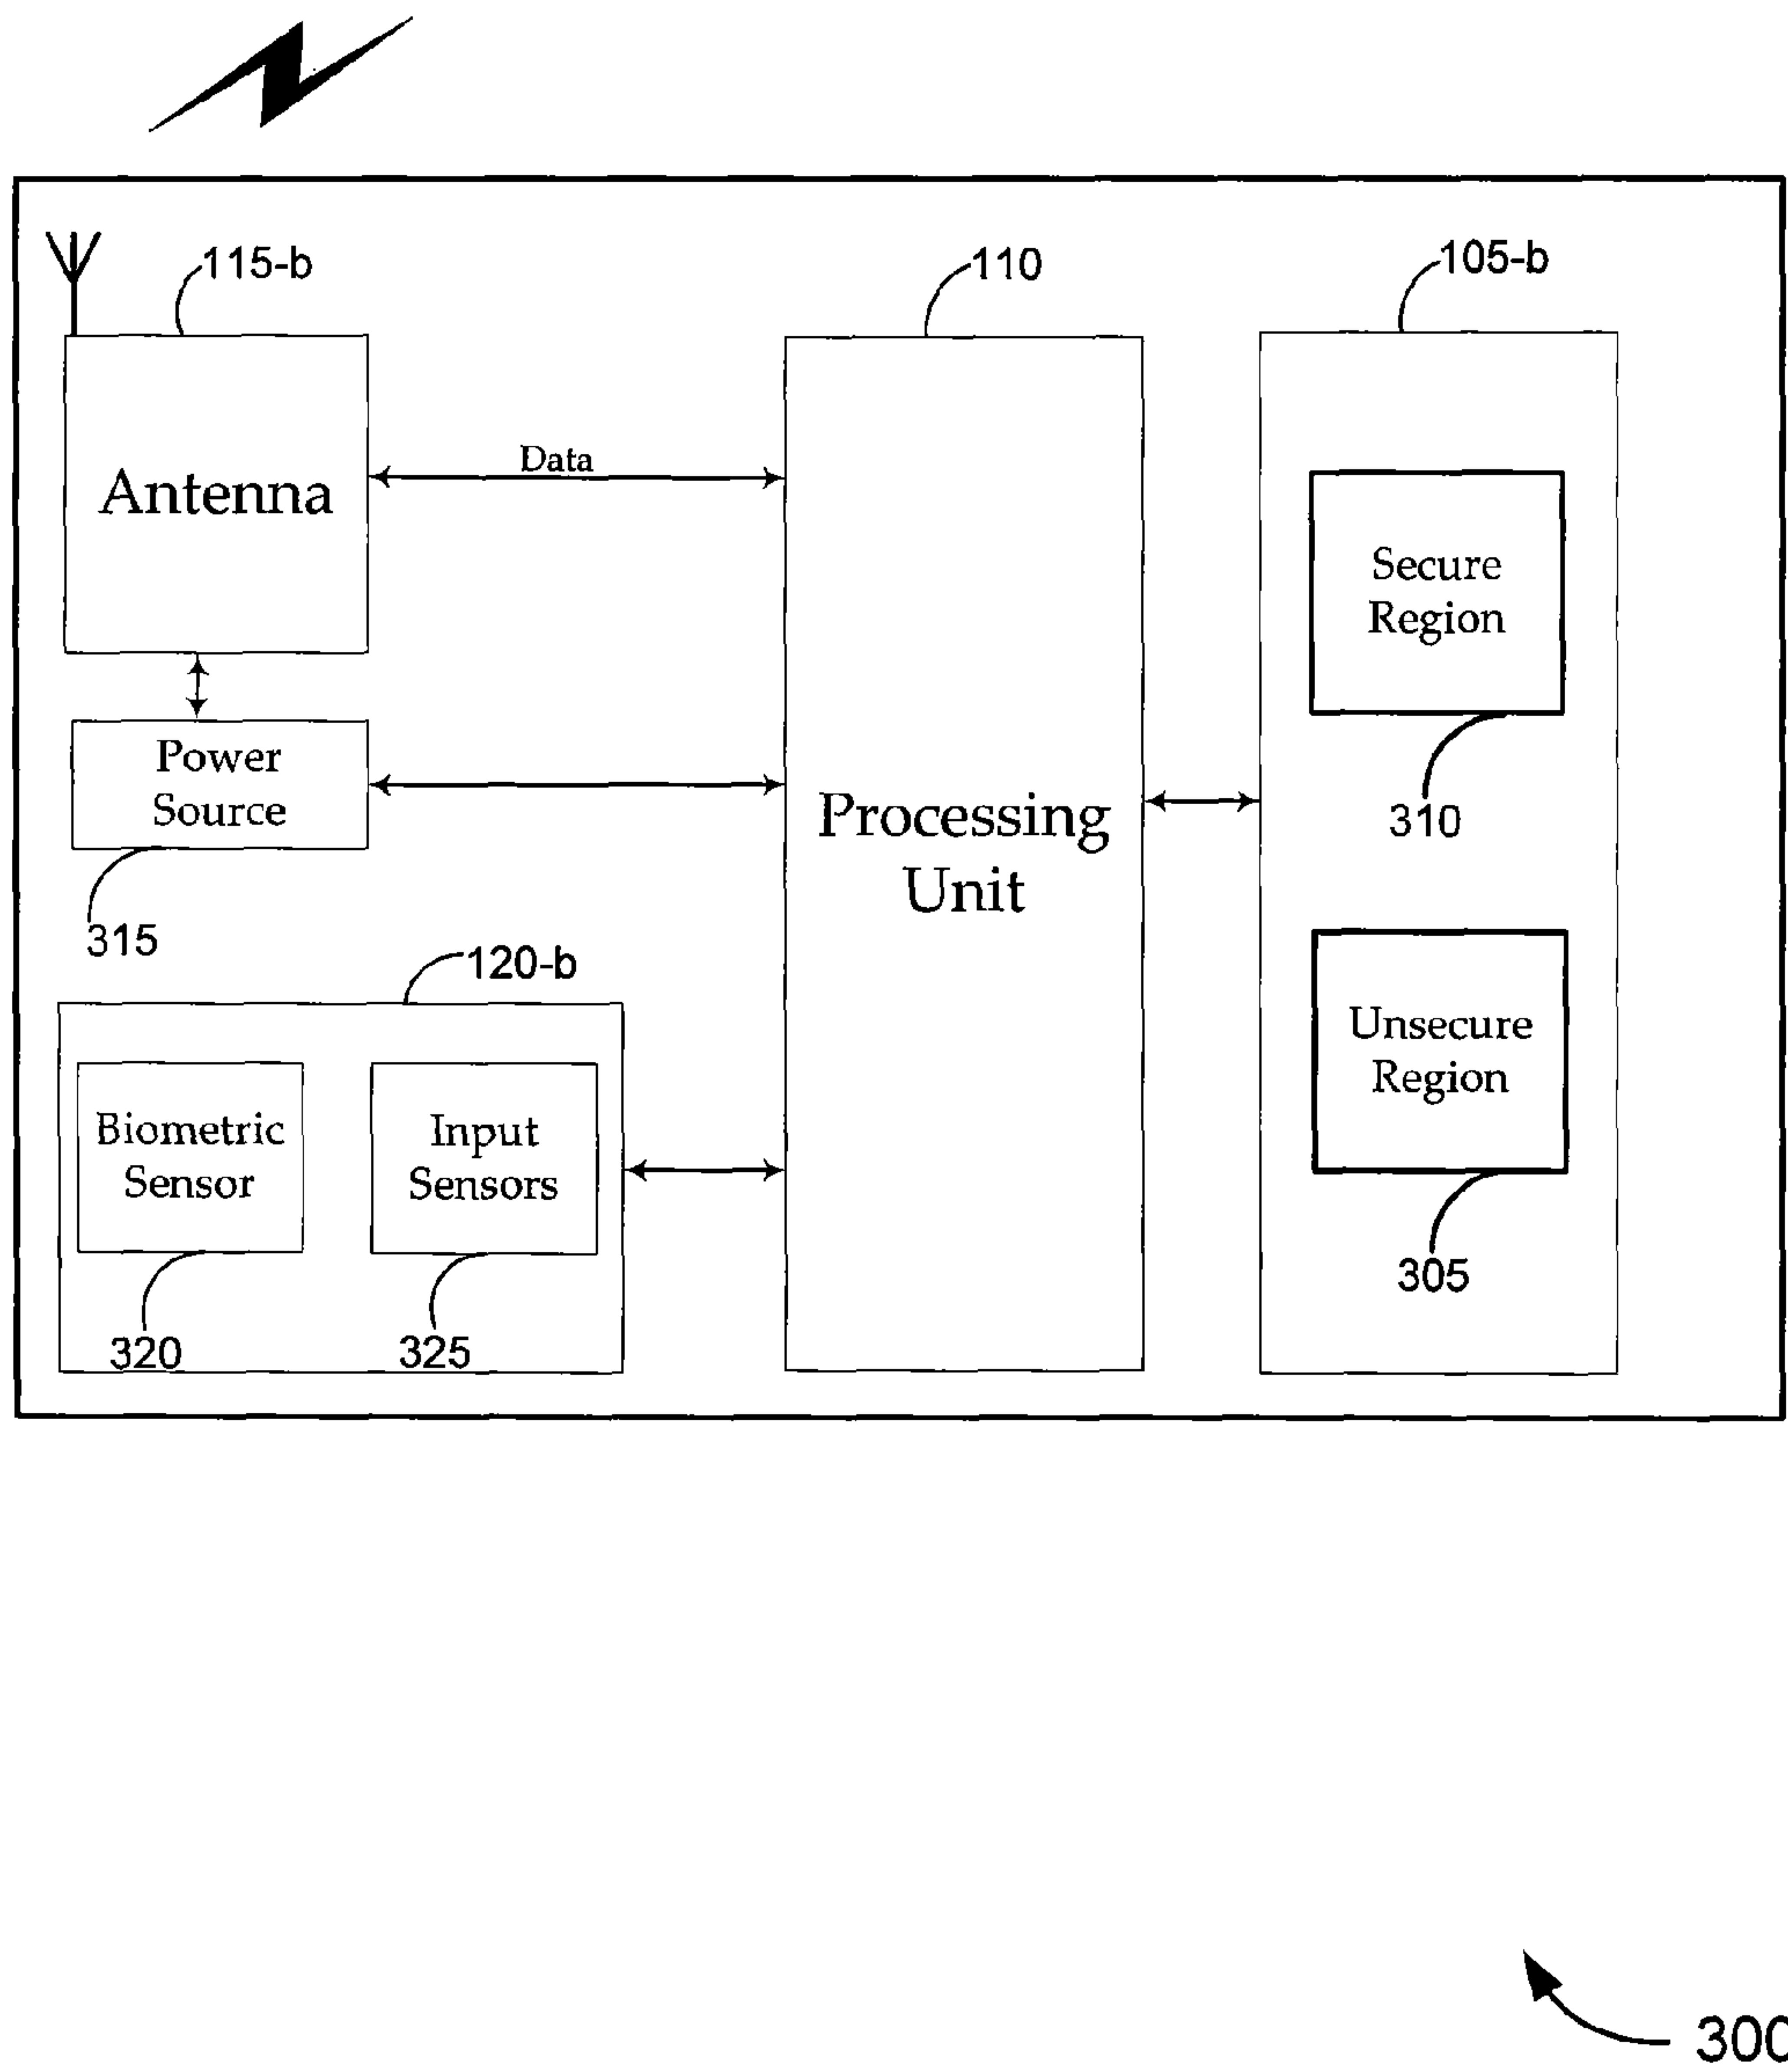 115-b
110
105-b
Antenna
Data
Secure
Region
310
Power
Source
315
Processing
Unit
120-b
Biometric
Sensor
320
Input
Sensors
325
Unsecure
Region
305
300